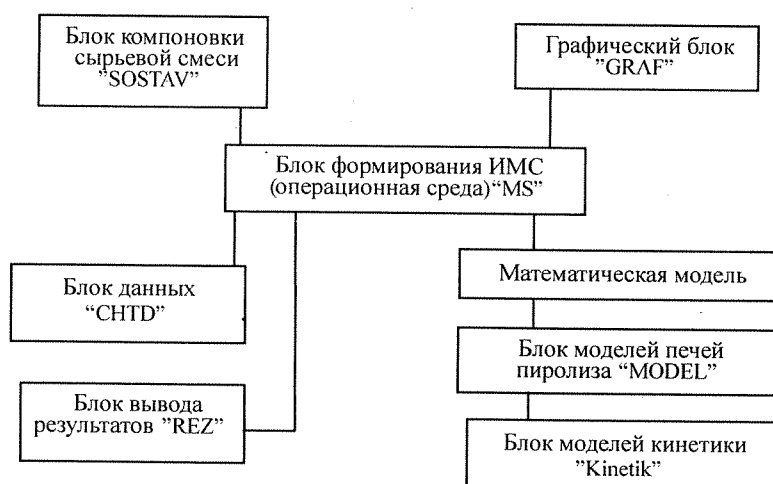 Блок компоновки
сырьевой смеси
”SOSTAV”
Графический блок
”GRAF”
Блок формирования ИМС
(операционная среда)“MS”
Блок данных
“CHTD”
Математическая модель
Блок моделей печей
пиролиза “MODEL”
Блок вывода
результатов ”REZ”
Блок моделей кинетики
”Kinetik”